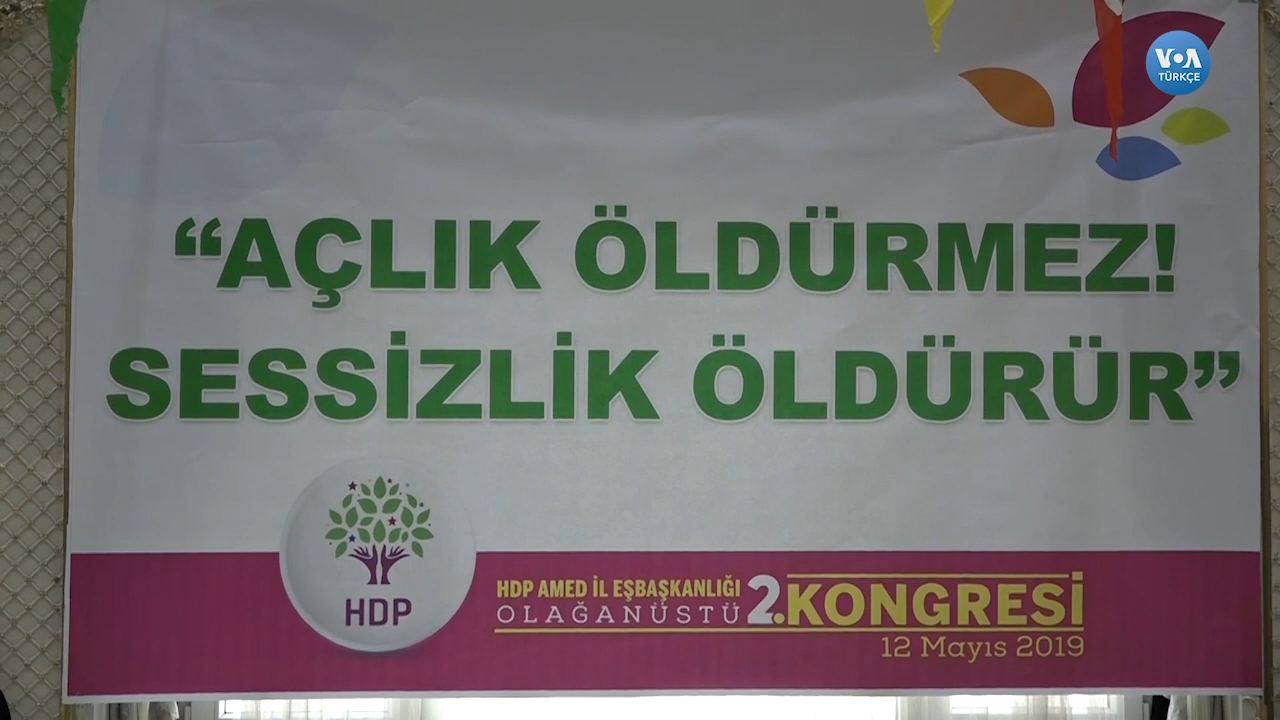 VOA
TÜRKÇE
“AÇLIK ÖLDÜRMEZ!
SESSİZLİK ÖLDÜRÜR”
HDP
HDP AMED İL EŞBAŞKANLIĞI
OLAĞANÜSTÜ 2.KONGRESİ
12 Mayıs 2019